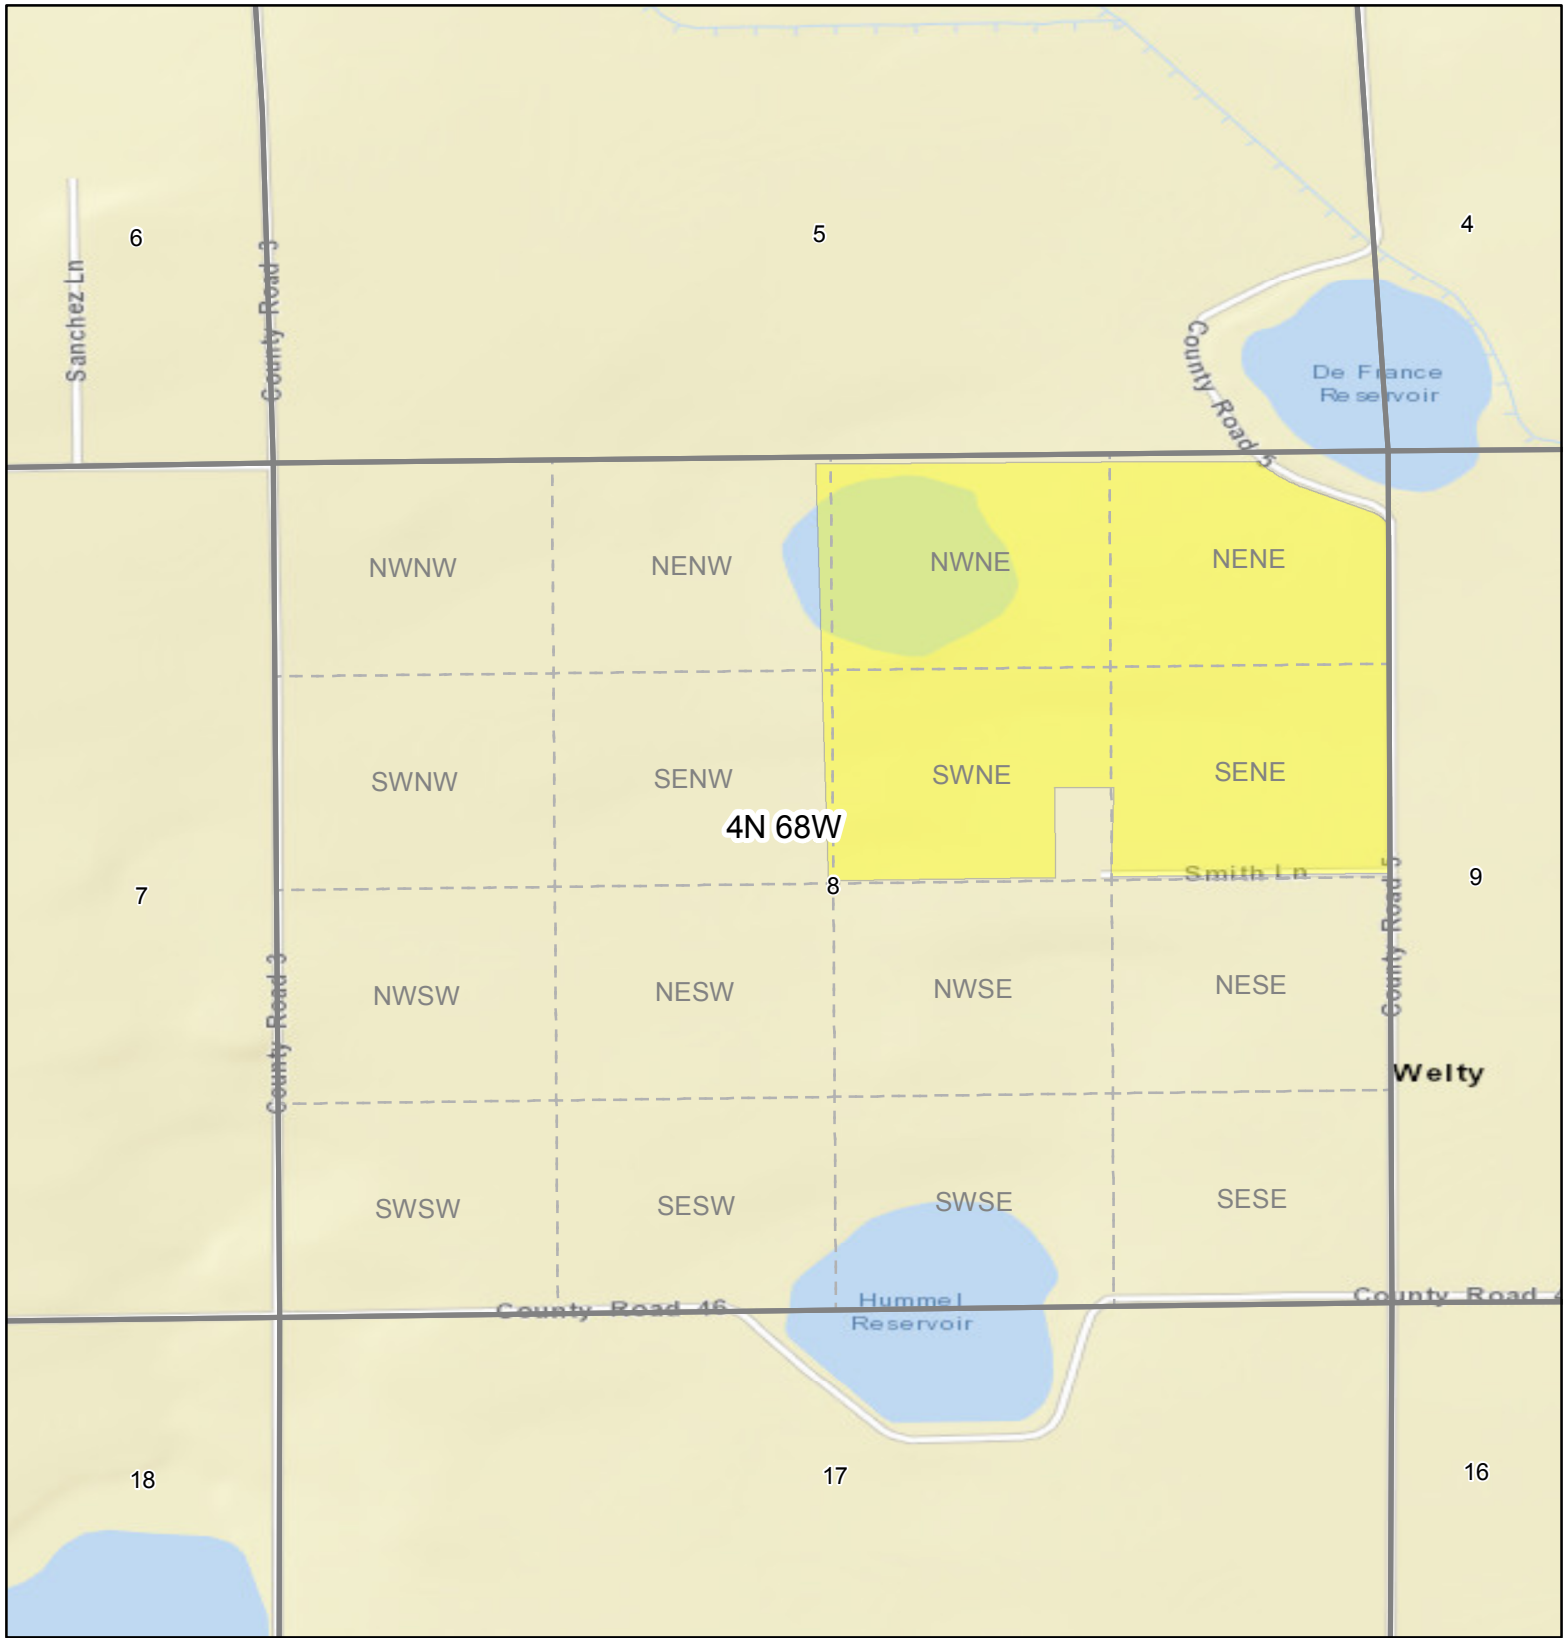 6
5
4
Sanchez Ln
County Road 3
County Road 5
De France
Reservoir
NWNW
NENW
NWNE
NENE
SWNW
SENW
SWNE
SENE
4N 68W
7
8
Smith Ln
9
County Road 5
County Road 3
NWSW
NESW
NWSE
NESE
Welty
SWSW
SESW
SWSE
SESE
County Road 46
Hummel
Reservoir
County Road 4
18
17
16